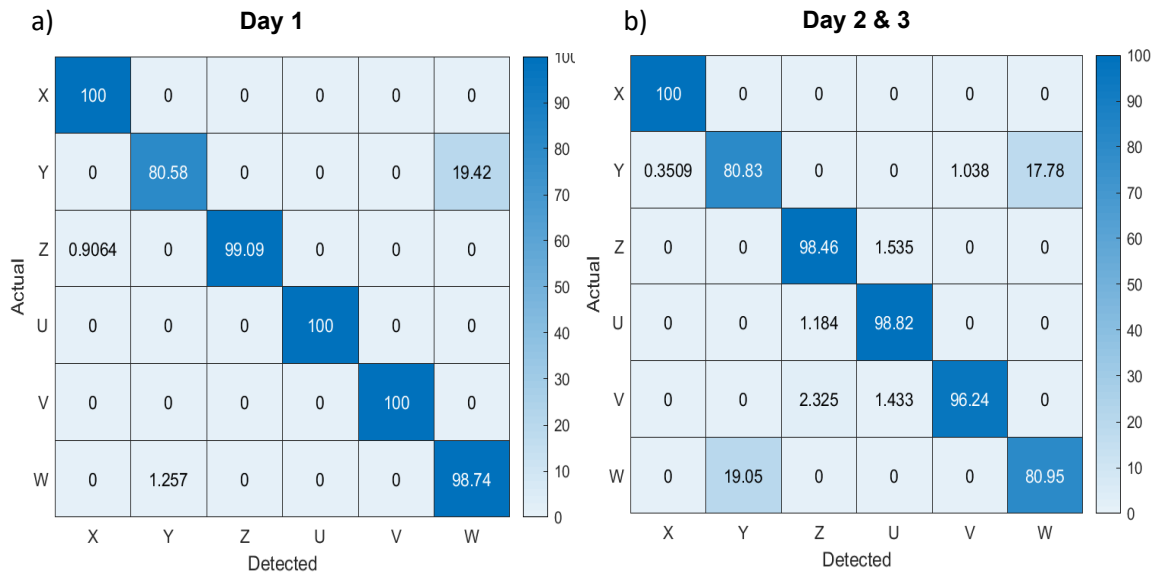 a) Day 1
X 100 0 0 0 0 0
Y 0 80.58 0 0 0 19.42
Z 0.9064 0 99.09 0 0 0
U 0 0 0 100 0 0
V 0 0 0 0 100 0
W 0 1.257 0 0 0 98.74
X Y Z U V W
Detected
Actual
100
90
80
70
60
50
40
30
20
10
0
b) Day 2 & 3
X 100 0 0 0 0 0
Y 0.3509 80.83 0 0 1.038 17.78
Z 0 0 98.46 1.535 0 0
U 0 0 1.184 98.82 0 0
V 0 0 2.325 1.433 96.24 0
W 0 19.05 0 0 0 80.95
X Y Z U V W
Detected
Actual
100
90
80
70
60
50
40
30
20
10
0